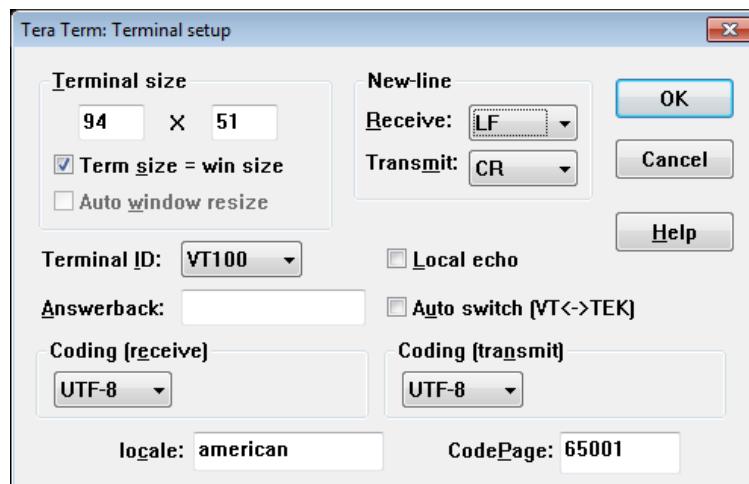 Tera Term: Terminal setup
Terminal size
94 X 51
Term size = win size
Auto window resize
New-line
Receive: LF
Transmit: CR
OK
Cancel
Help
Terminal ID: VT100
Local echo
Answerback:
Auto switch (VT<->TEK)
Coding (receive)
UTF-8
Coding (transmit)
UTF-8
locale: american
CodePage: 65001